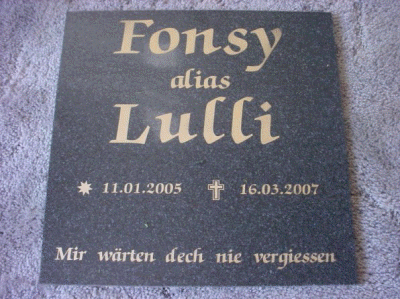 Fonsy
alias
Lulli
11.01.2005 16.03.2007
Mir wärten dech nie vergiessen